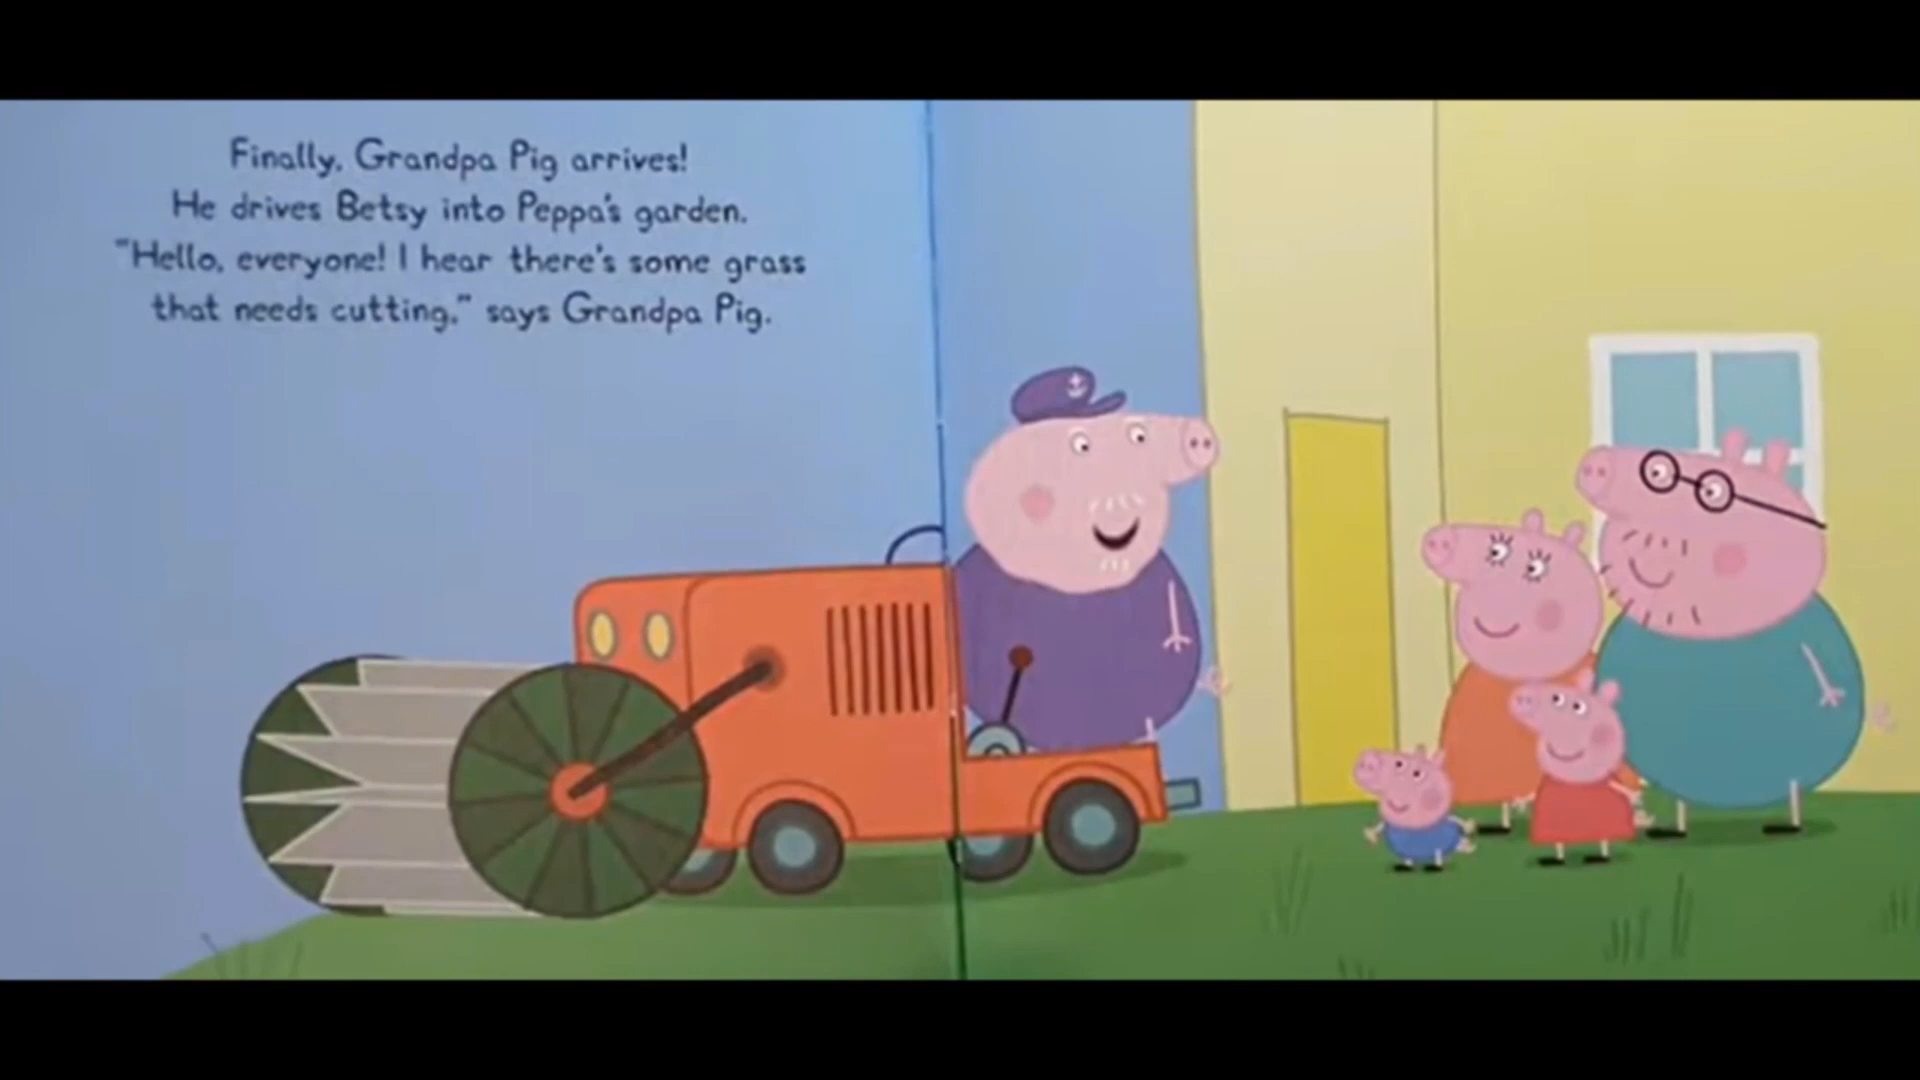 Finally, Grandpa Pig arrives!
He drives Betsy into Peppa's garden.
"Hello, everyone! I hear there's some grass
that needs cutting," says Grandpa Pig.